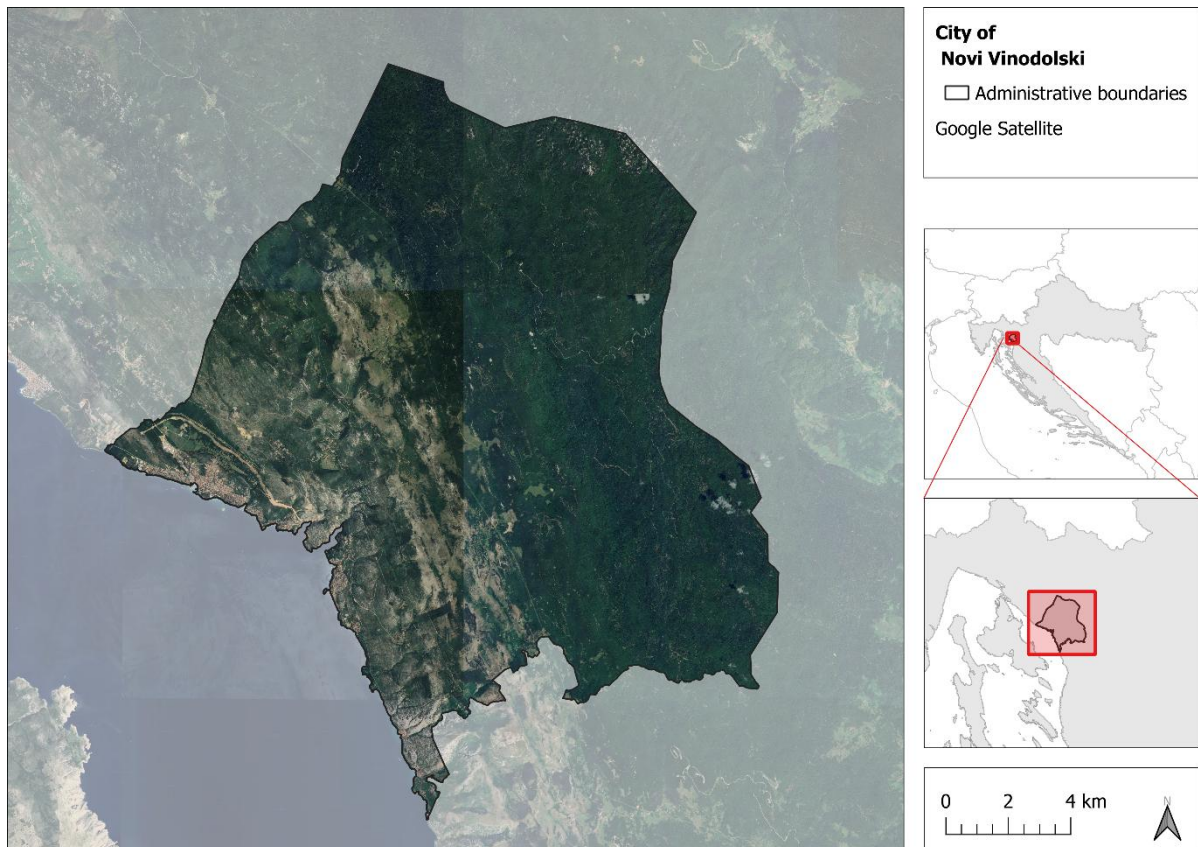 City of
Novi Vinodolski
Administrative boundaries
Google Satellite
0 2 4 km
N